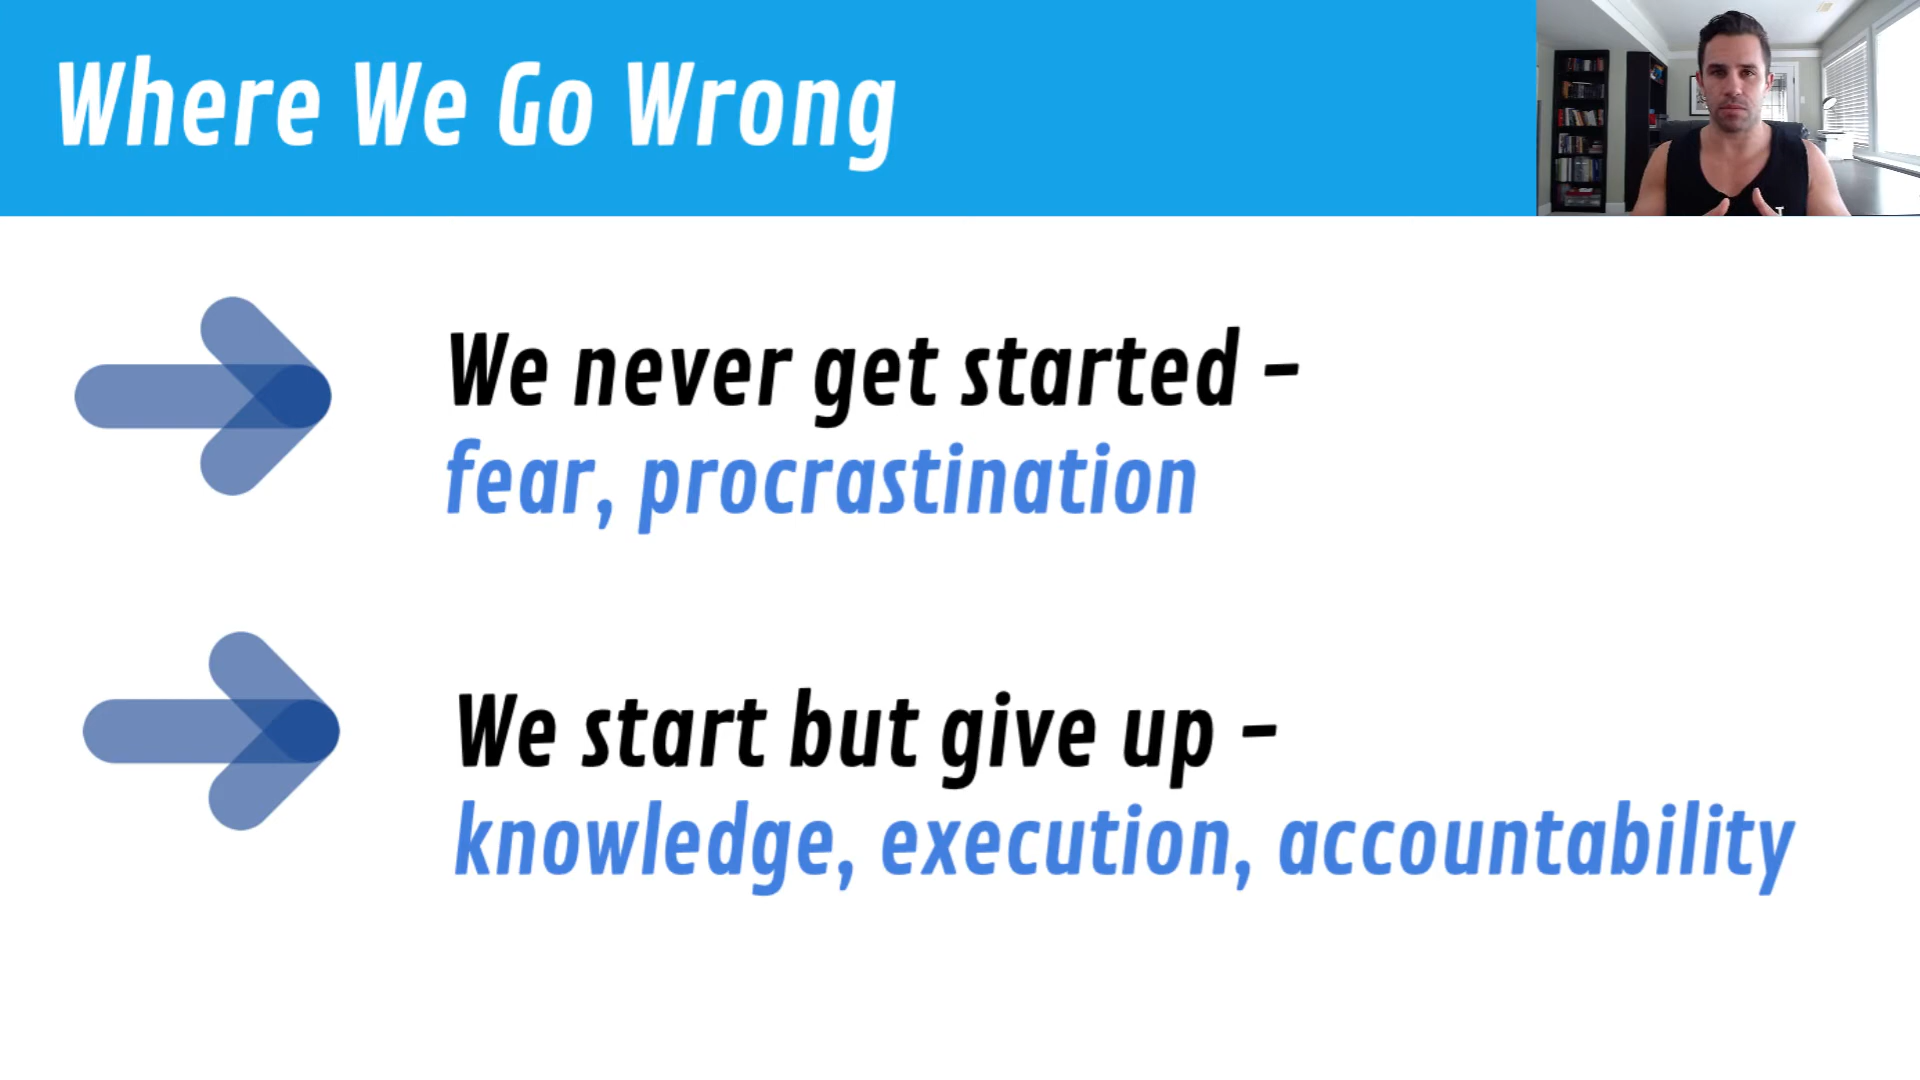 Where We Go Wrong
We never get started -
fear, procrastination
We start but give up -
knowledge, execution, accountability